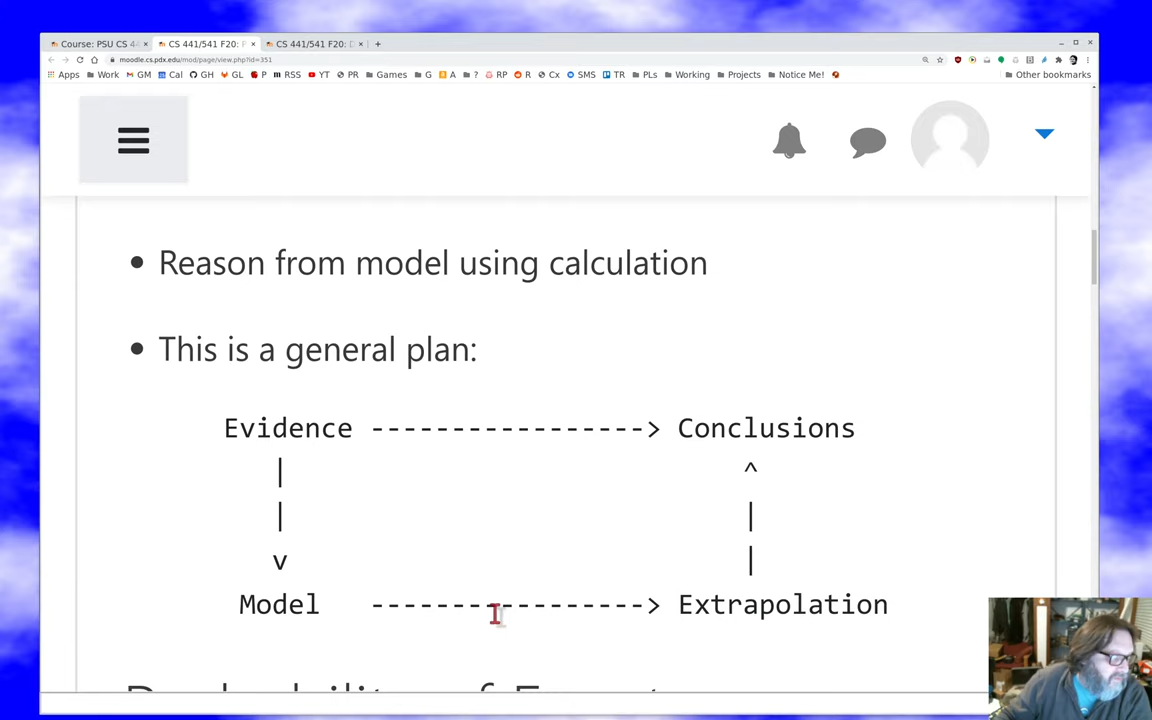 Course: PSU CS 4
CS 441/541 F20: F
CS 441/541 F20: D
moodle.cs.pdx.edu/mod/page/view.php?id=351
Apps Work GM Cal GH GL P RSS YT PR Games G A ? RP R Cx SMS TR PLs Working Projects Notice Me! Other bookmarks
• Reason from model using calculation
• This is a general plan:
Evidence -----------------> Conclusions
| ^
| |
v |
Model -----------------> Extrapolation